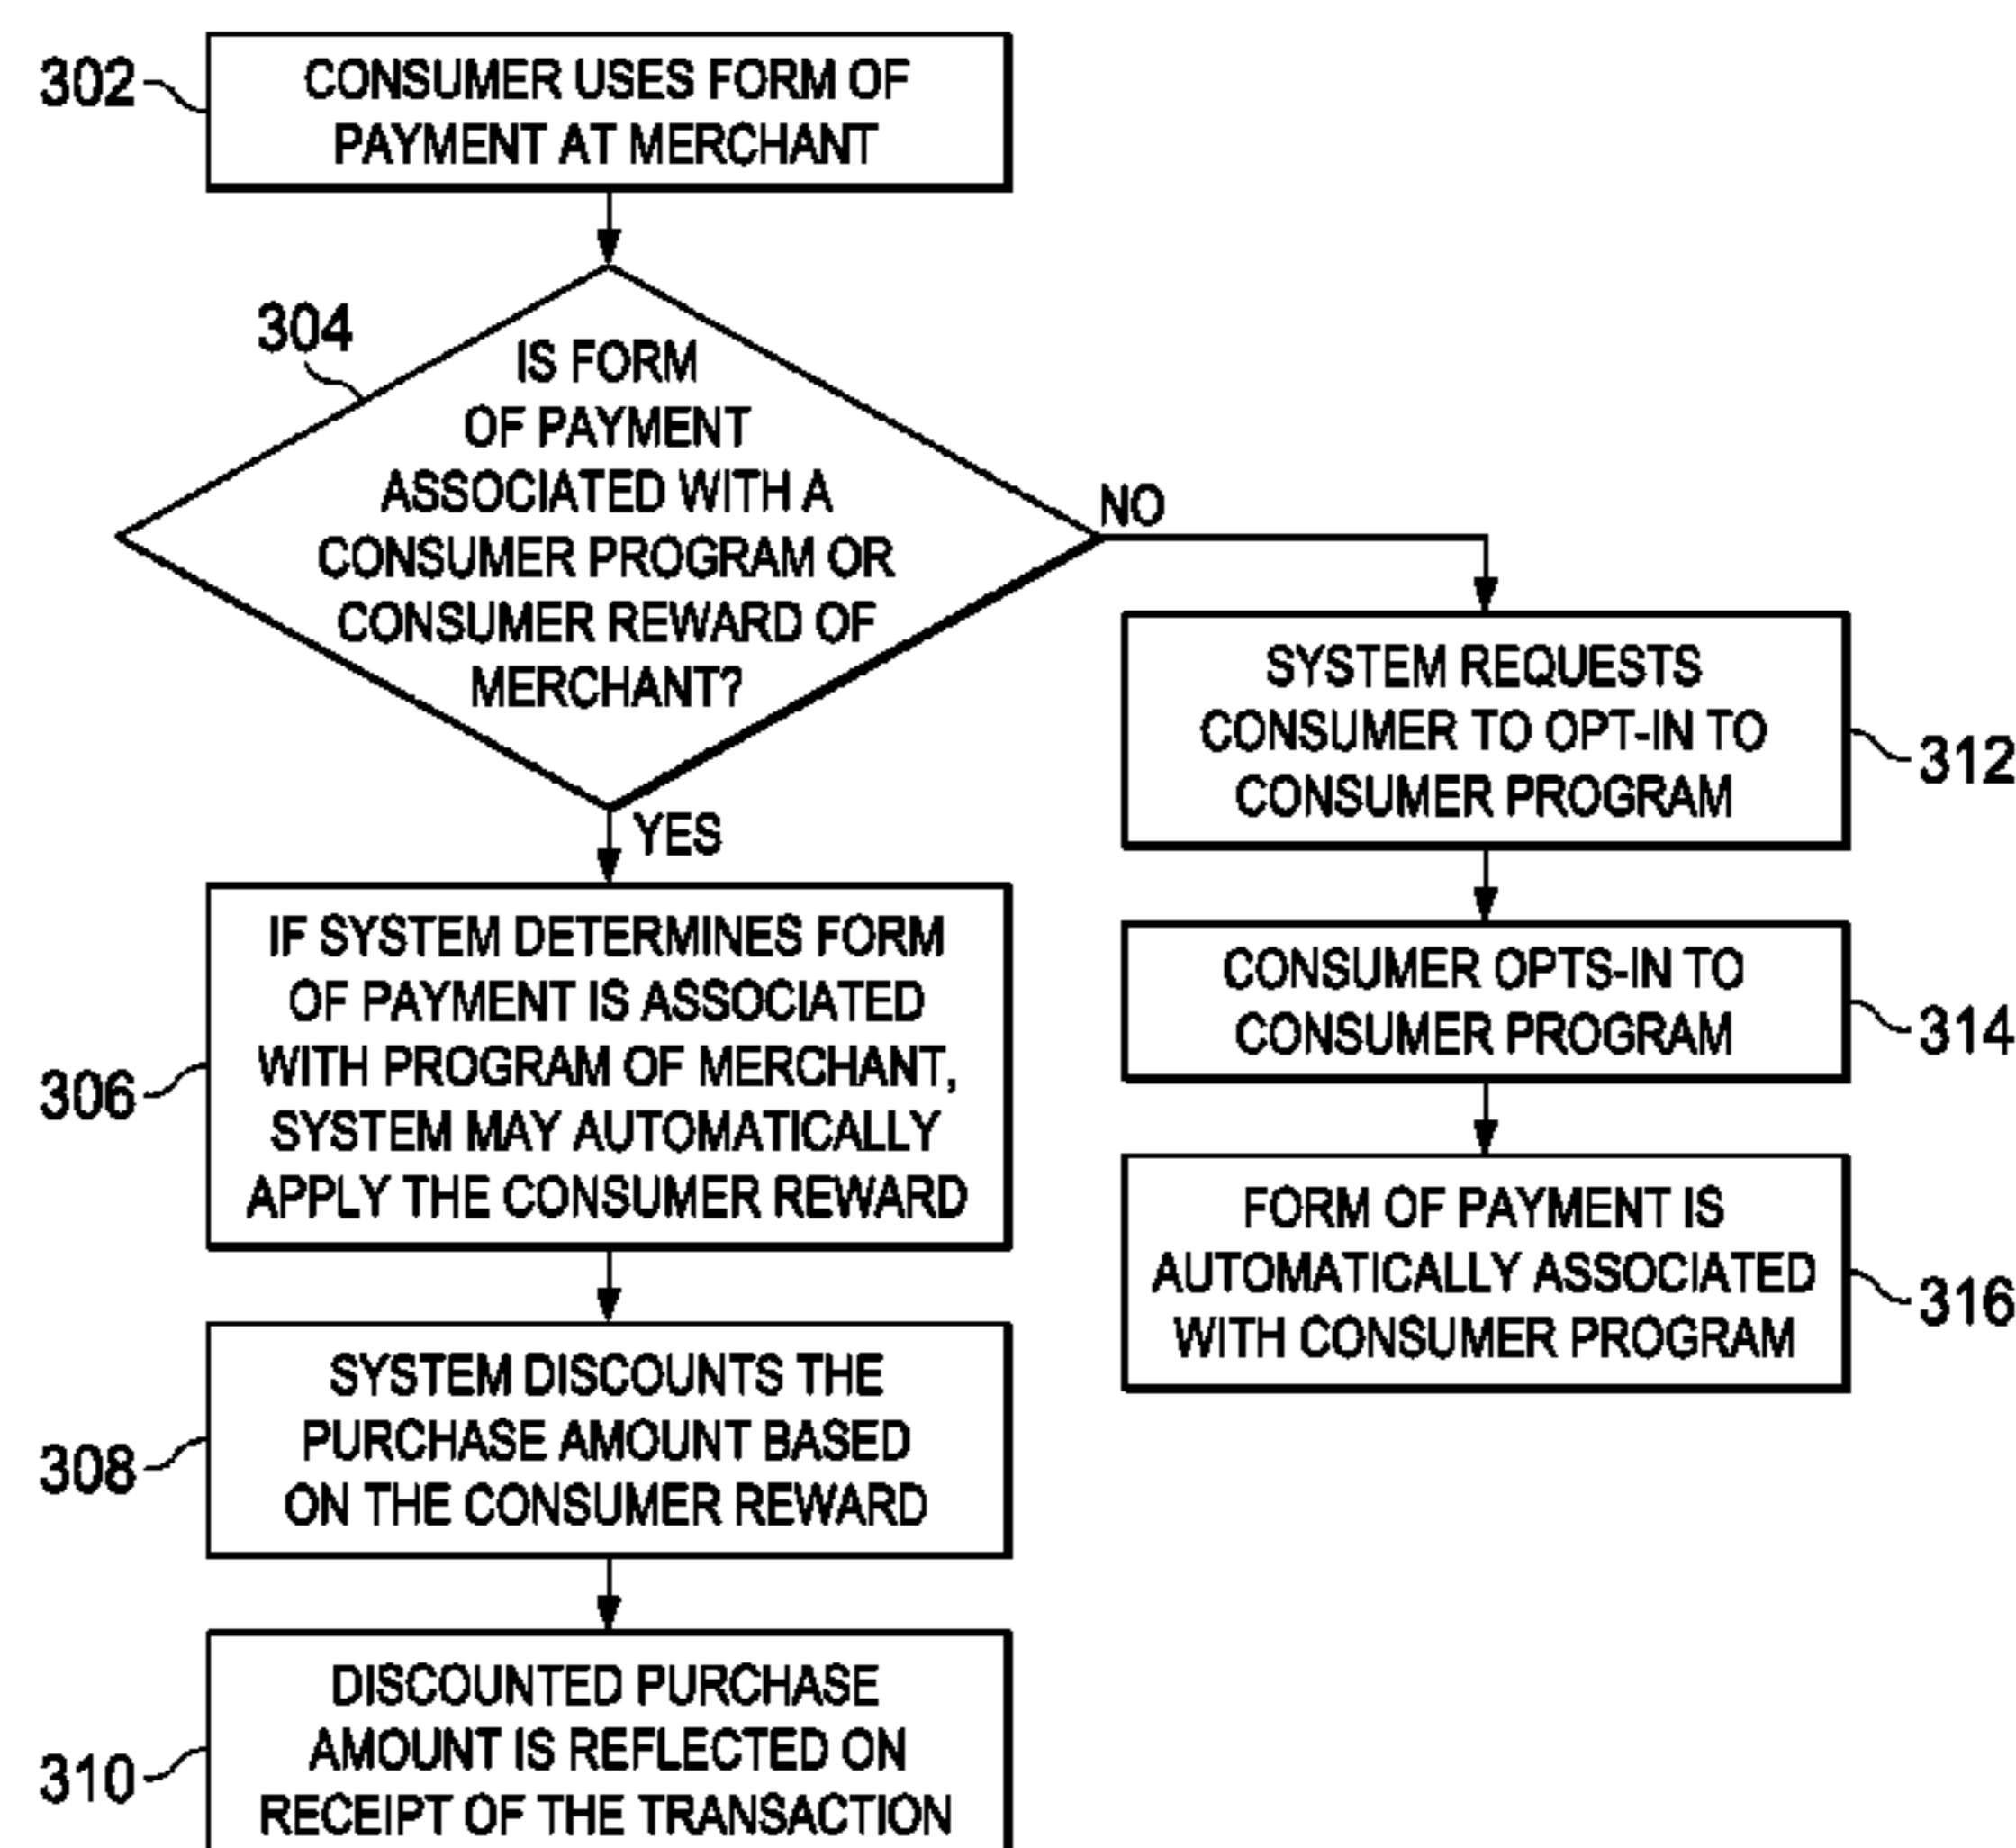 302
CONSUMER USES FORM OF
PAYMENT AT MERCHANT
304
IS FORM
OF PAYMENT
ASSOCIATED WITH A
CONSUMER PROGRAM OR
CONSUMER REWARD OF
MERCHANT?
NO
YES
306
IF SYSTEM DETERMINES FORM
OF PAYMENT IS ASSOCIATED
WITH PROGRAM OF MERCHANT,
SYSTEM MAY AUTOMATICALLY
APPLY THE CONSUMER REWARD
308
SYSTEM DISCOUNTS THE
PURCHASE AMOUNT BASED
ON THE CONSUMER REWARD
310
DISCOUNTED PURCHASE
AMOUNT IS REFLECTED ON
RECEIPT OF THE TRANSACTION
SYSTEM REQUESTS
CONSUMER TO OPT-IN TO
CONSUMER PROGRAM
312
CONSUMER OPTS-IN TO
CONSUMER PROGRAM
314
FORM OF PAYMENT IS
AUTOMATICALLY ASSOCIATED
WITH CONSUMER PROGRAM
316